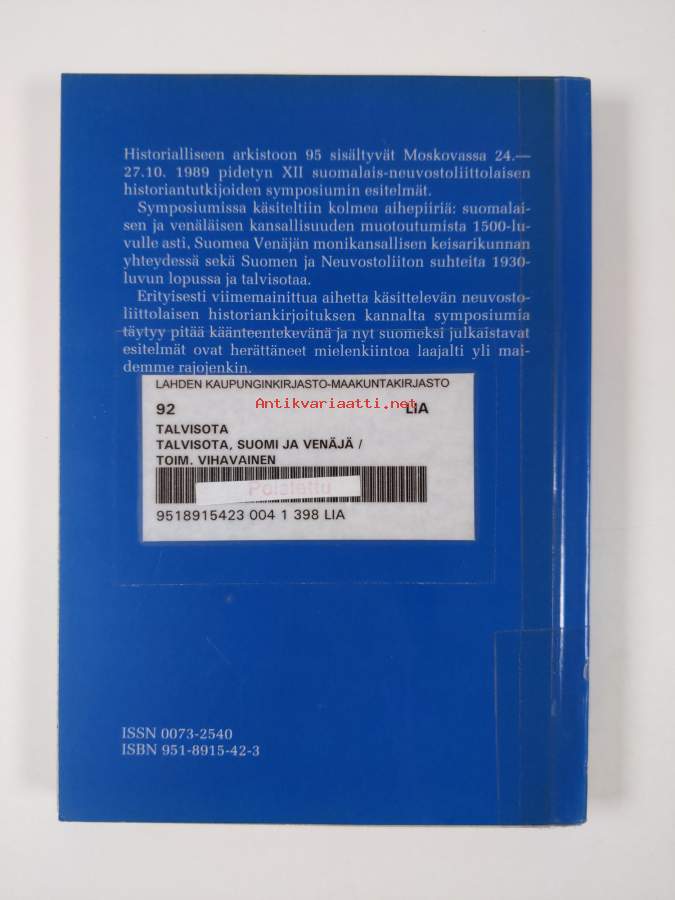 Historialliseen arkistoon 95 sisältyvät Moskovassa 24.—
27.10. 1989 pidetyn XII suomalais-neuvostoliittolaisen
historiantutkijoiden symposiumin esitelmät.
Symposiumissa käsiteltiin kolmea aihepiiriä: suomalai-
sen ja venäläisen kansallisuuden muotoutumista 1500-lu-
vulle asti, Suomea Venäjän monikansallisen keisarikunnan
yhteydessä sekä Suomen ja Neuvostoliiton suhteita 1930-
luvun lopussa ja talvisotaa.
Erityisesti viimemainittua aihetta käsittelevän neuvosto-
liittolaisen historiankirjoituksen kannalta symposiumia
täytyy pitää käänteentekevänä ja nyt suomeksi julkaistavat
esitelmät ovat herättäneet mielenkiintoa laajalti yli mai-
demme rajojenkin.
LAHDEN KAUPUNGINKIRJASTO-MAAKUNTAKIRJASTO
Antikvariaatti.net
92 LIA
TALVISOTA
TALVISOTA, SUOMI JA VENÄJÄ /
TOIM. VIHAVAINEN
Poistettu
9518915423 004 1 398 LIA
ISSN 0073-2540
ISBN 951-8915-42-3